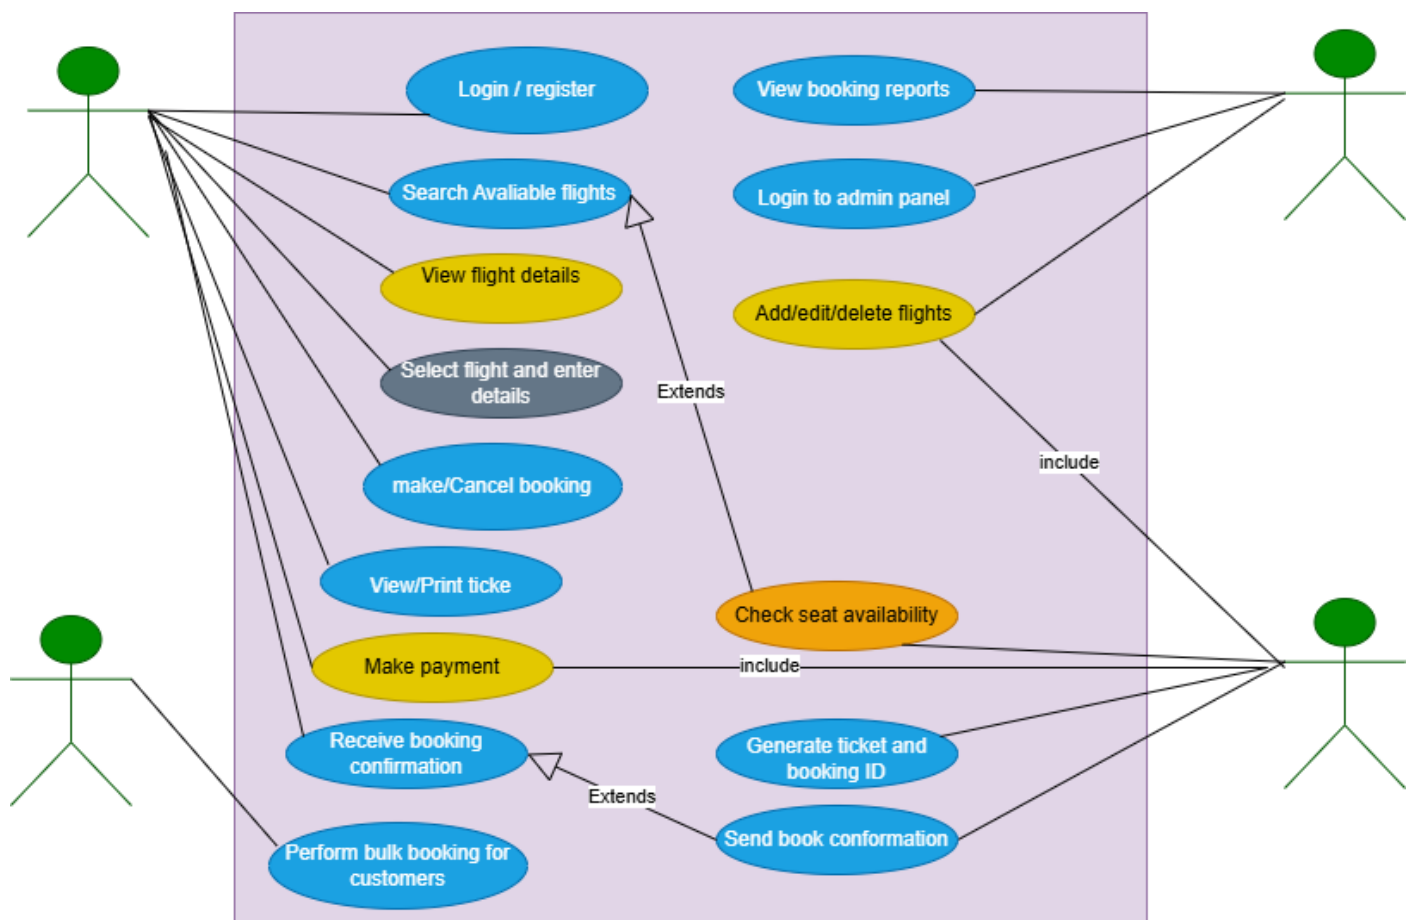 Login / register
View booking reports
Search Avaliable flights
Login to admin panel
View flight details
Add/edit/delete flights
Select flight and enter
details
Extends
include
make/Cancel booking
View/Print ticke
Check seat availability
Make payment
include
Receive booking
confirmation
Generate ticket and
booking ID
Extends
Send book conformation
Perform bulk booking for
customers